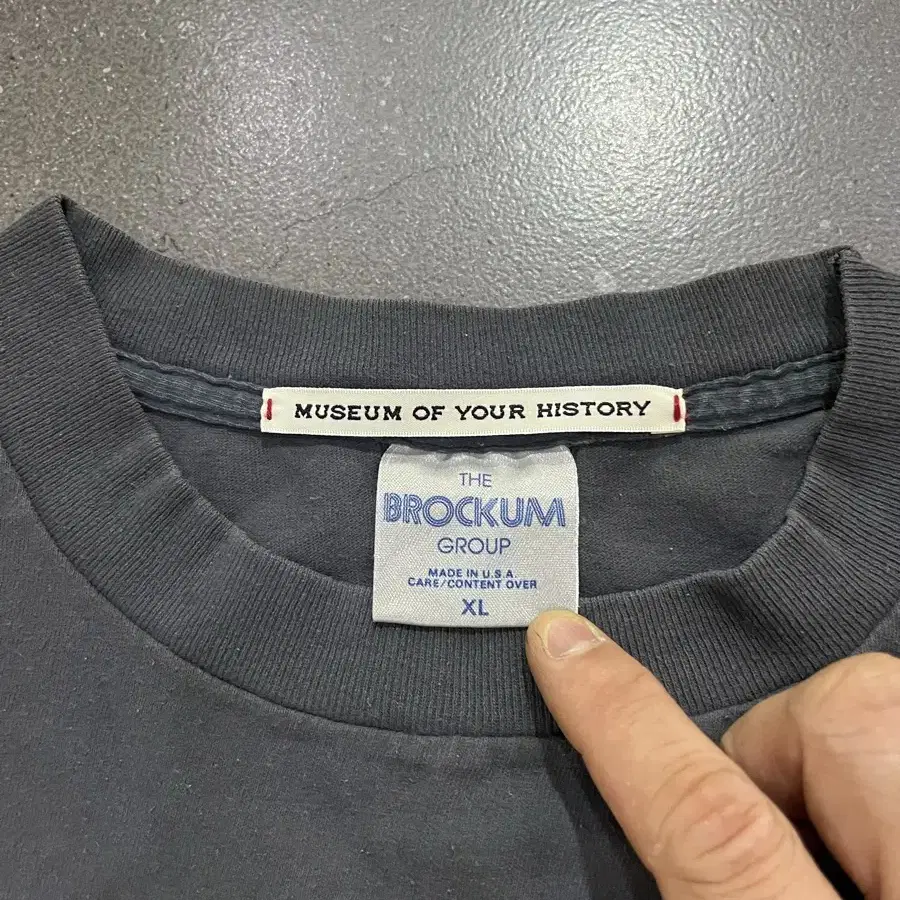 MUSEUM OF YOUR HISTORY
THE
BROCKUM
GROUP
MADE IN U.S.A.
CARE/CONTENT OVER
XL